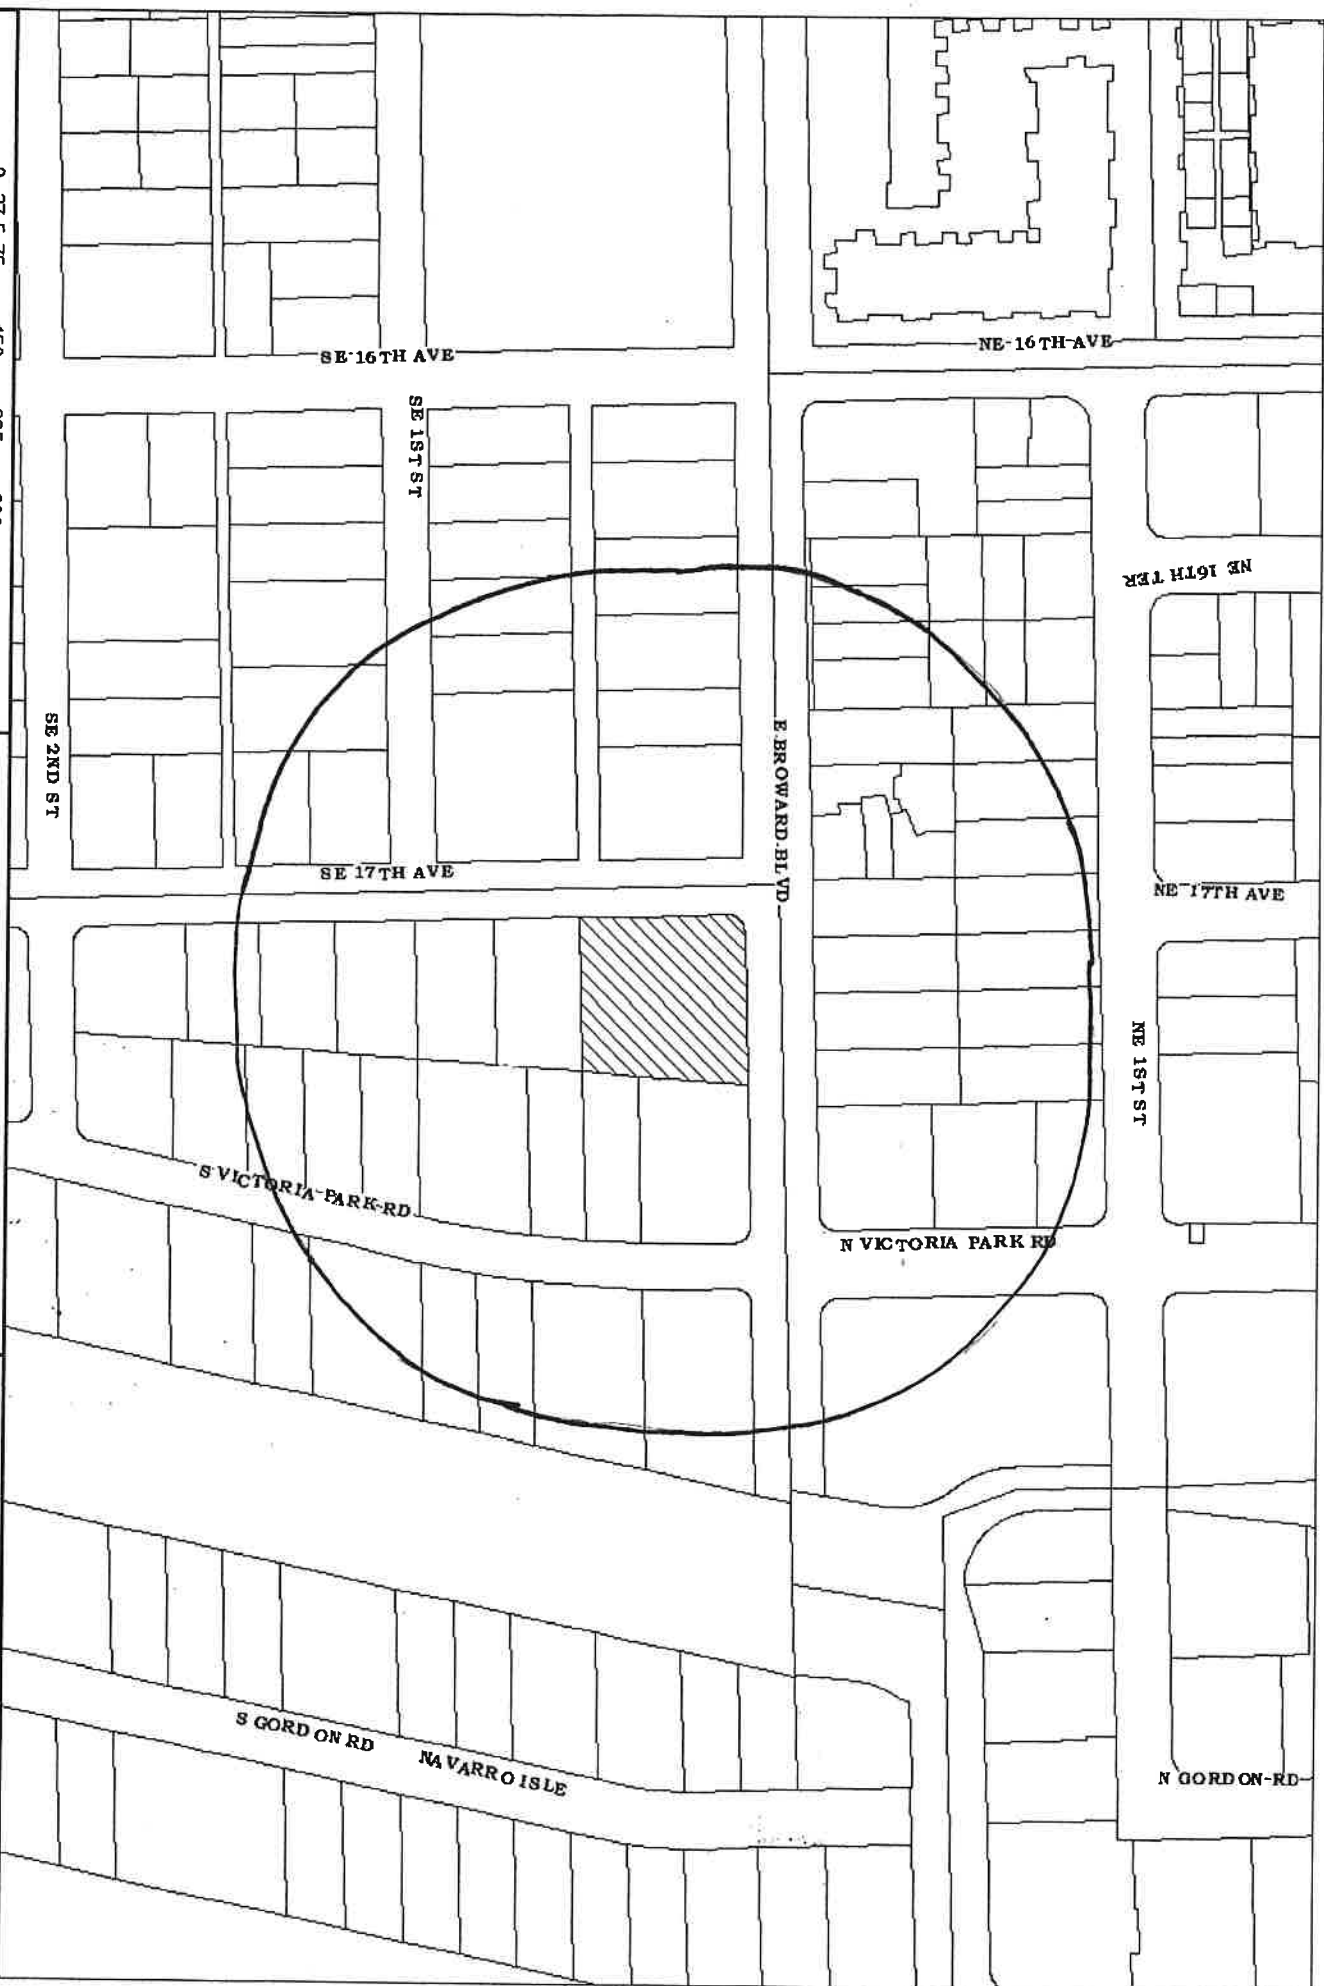 SE 16TH AVE
NE 16TH AVE
SE 1ST ST
NE 16TH TER
SE 2ND ST
E BROWARD BLVD
SE 17TH AVE
NE 17TH AVE
NE 1ST ST
S VICTORIA PARK RD
N VICTORIA PARK RD
S GORDON RD
NAVARRO ISLE
N GORDON RD